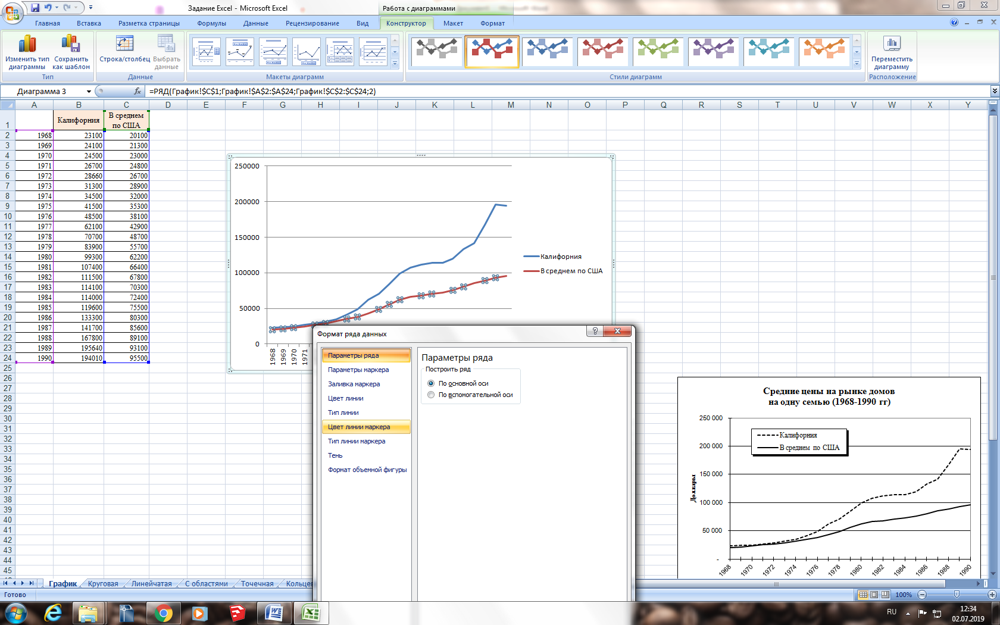 Задание Excel - Microsoft Excel
Работа с диаграммами
Главная Вставка Разметка страницы Формулы Данные Рецензирование Вид Конструктор Макет Формат
Изменить тип диаграммы
Сохранить как шаблон
Строка/столбец
Выбрать данные
Переместить диаграмму
Тип Данные Макеты диаграмм Стили диаграмм Расположение
Диаграмма 3
fx =РЯД(График!$C$1;График!$A$2:$A$24;График!$C$2:$C$24;2)
A B C D E F G H I J K L M N O P Q R S T U V W X Y
1 Калифорния В среднем по США
2 1968 23100 20100
3 1969 24100 21300
4 1970 24500 23000
5 1971 26700 24800
6 1972 28660 26700
7 1973 31300 28900
8 1974 34500 32000
9 1975 41500 35300
10 1976 48500 38100
11 1977 62100 42900
12 1978 70700 48700
13 1979 83900 55700
14 1980 99300 62200
15 1981 107400 66400
16 1982 111500 67800
17 1983 114100 70300
18 1984 114000 72400
19 1985 119600 75500
20 1986 133300 80300
21 1987 141700 85600
22 1988 167800 89100
23 1989 195640 93100
24 1990 194010 95500
25
26
27
28
29
30
31
32
33
34
35
36
37
38
39
40
41
42
43
44
45
250000
200000
150000
100000
50000
0
1968 1969 1970 1971
Калифорния
В среднем по США
Формат ряда данных
Параметры ряда
Параметры маркера
Заливка маркера
Цвет линии
Тип линии
Цвет линии маркера
Тип линии маркера
Тень
Формат объемной фигуры
Параметры ряда
Построить ряд
По основной оси
По вспомогательной оси
Средние цены на рынке домов
на одну семью (1968-1990 гг)
250 000
200 000
150 000
100 000
50 000
-
Доллары
Калифорния
В среднем по США
1968 1970 1972 1974 1976 1978 1980 1982 1984 1986 1988 1990
График Круговая Линейчатая С областями Точечная Кольцев
Готово
100%
RU
12:34
02.07.2019